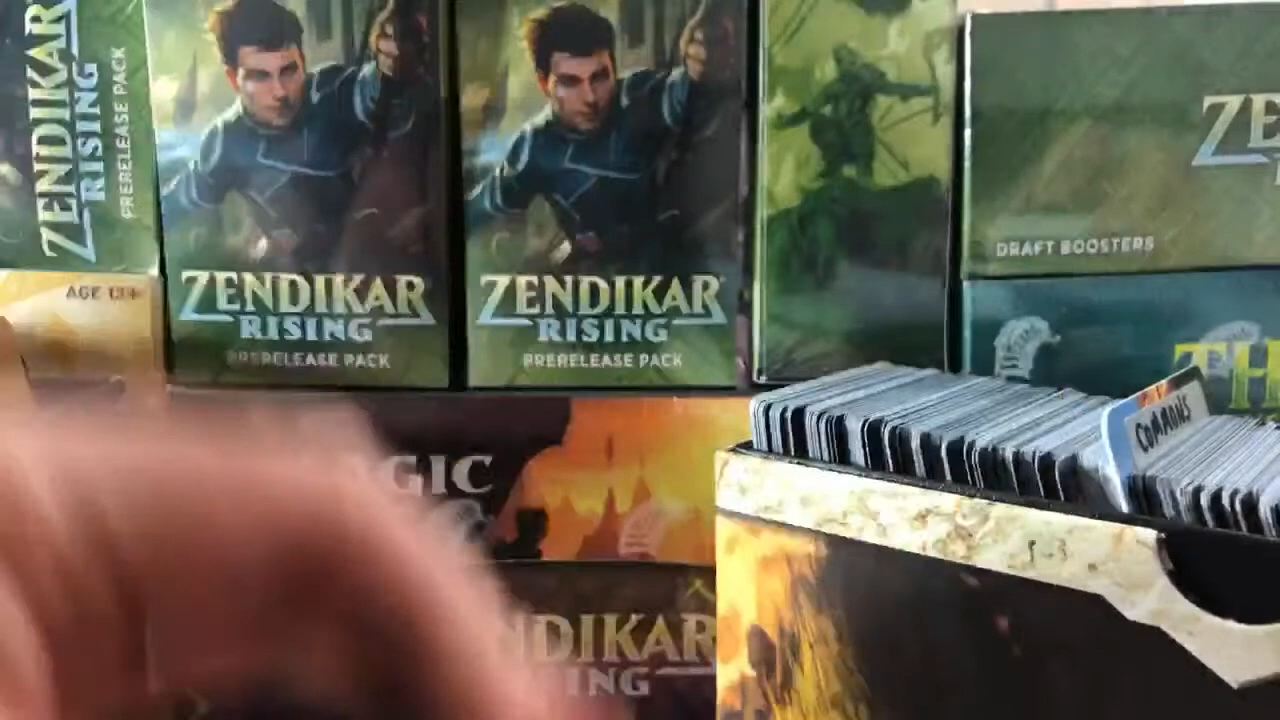 ZENDIKAR
RISING
PRERELEASE PACK
AGE 13+
ZENDIKAR
RISING
PRERELEASE PACK
ZENDIKAR
RISING
PRERELEASE PACK
DRAFT BOOSTERS
COMMONS